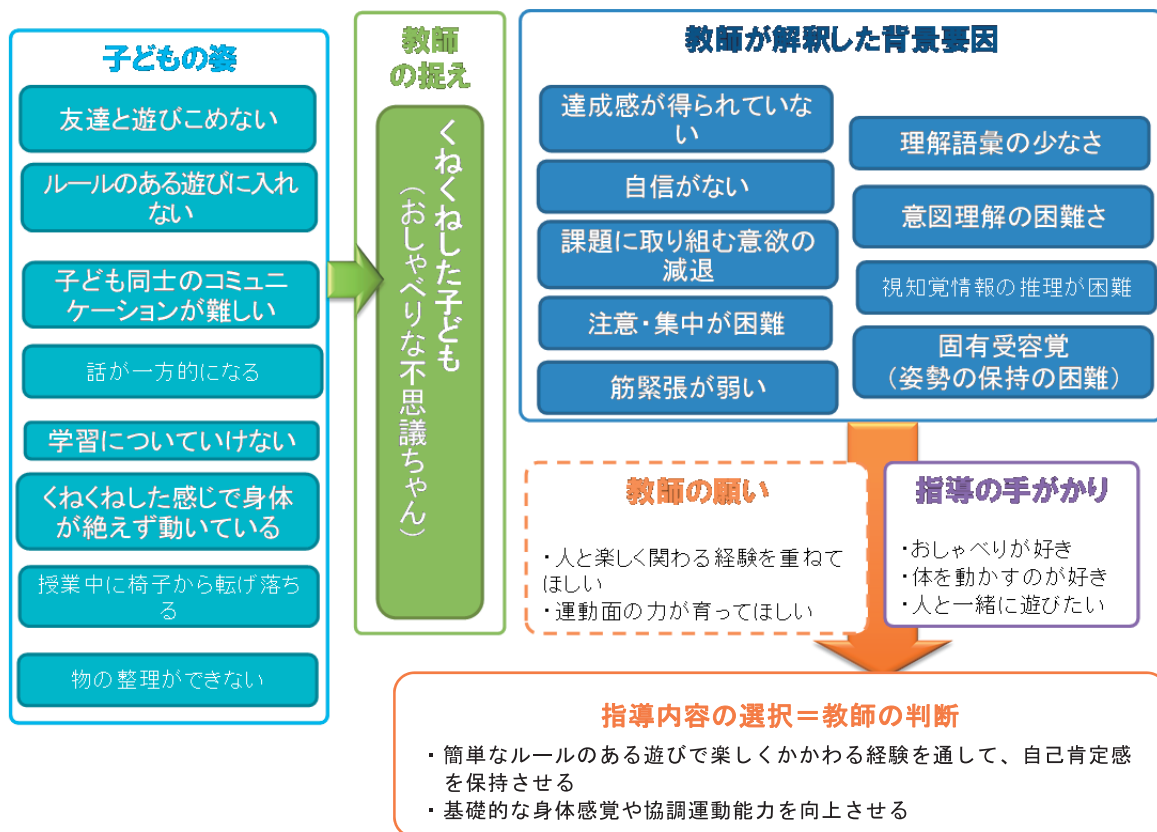 子どもの姿
友達と遊びこめない
ルールのある遊びに入れ
ない
子ども同士のコミュニ
ケーションが難しい
話が一方的になる
学習についていけない
くねくねした感じで身体
が絶えず動いている
授業中に椅子から転げ落ち
る
物の整理ができない
教師
の捉え
くねくねした子ども
（おしゃべりな不思議ちゃん）
教師が解釈した背景要因
達成感が得られていな
い
自信がない
課題に取り組む意欲の
減退
注意・集中が困難
筋緊張が弱い
理解語彙の少なさ
意図理解の困難さ
視知覚情報の推理が困難
固有受容覚
(姿勢の保持の困難)
教師の願い
・人と楽しく関わる経験を重ねて
ほしい
・運動面の力が育ってほしい
指導の手がかり
・おしゃべりが好き
・体を動かすのが好き
・人と一緒に遊びたい
指導内容の選択＝教師の判断
・簡単なルールのある遊びで楽しくかかわる経験を通して、自己肯定感
を保持させる
・基礎的な身体感覚や協調運動能力を向上させる